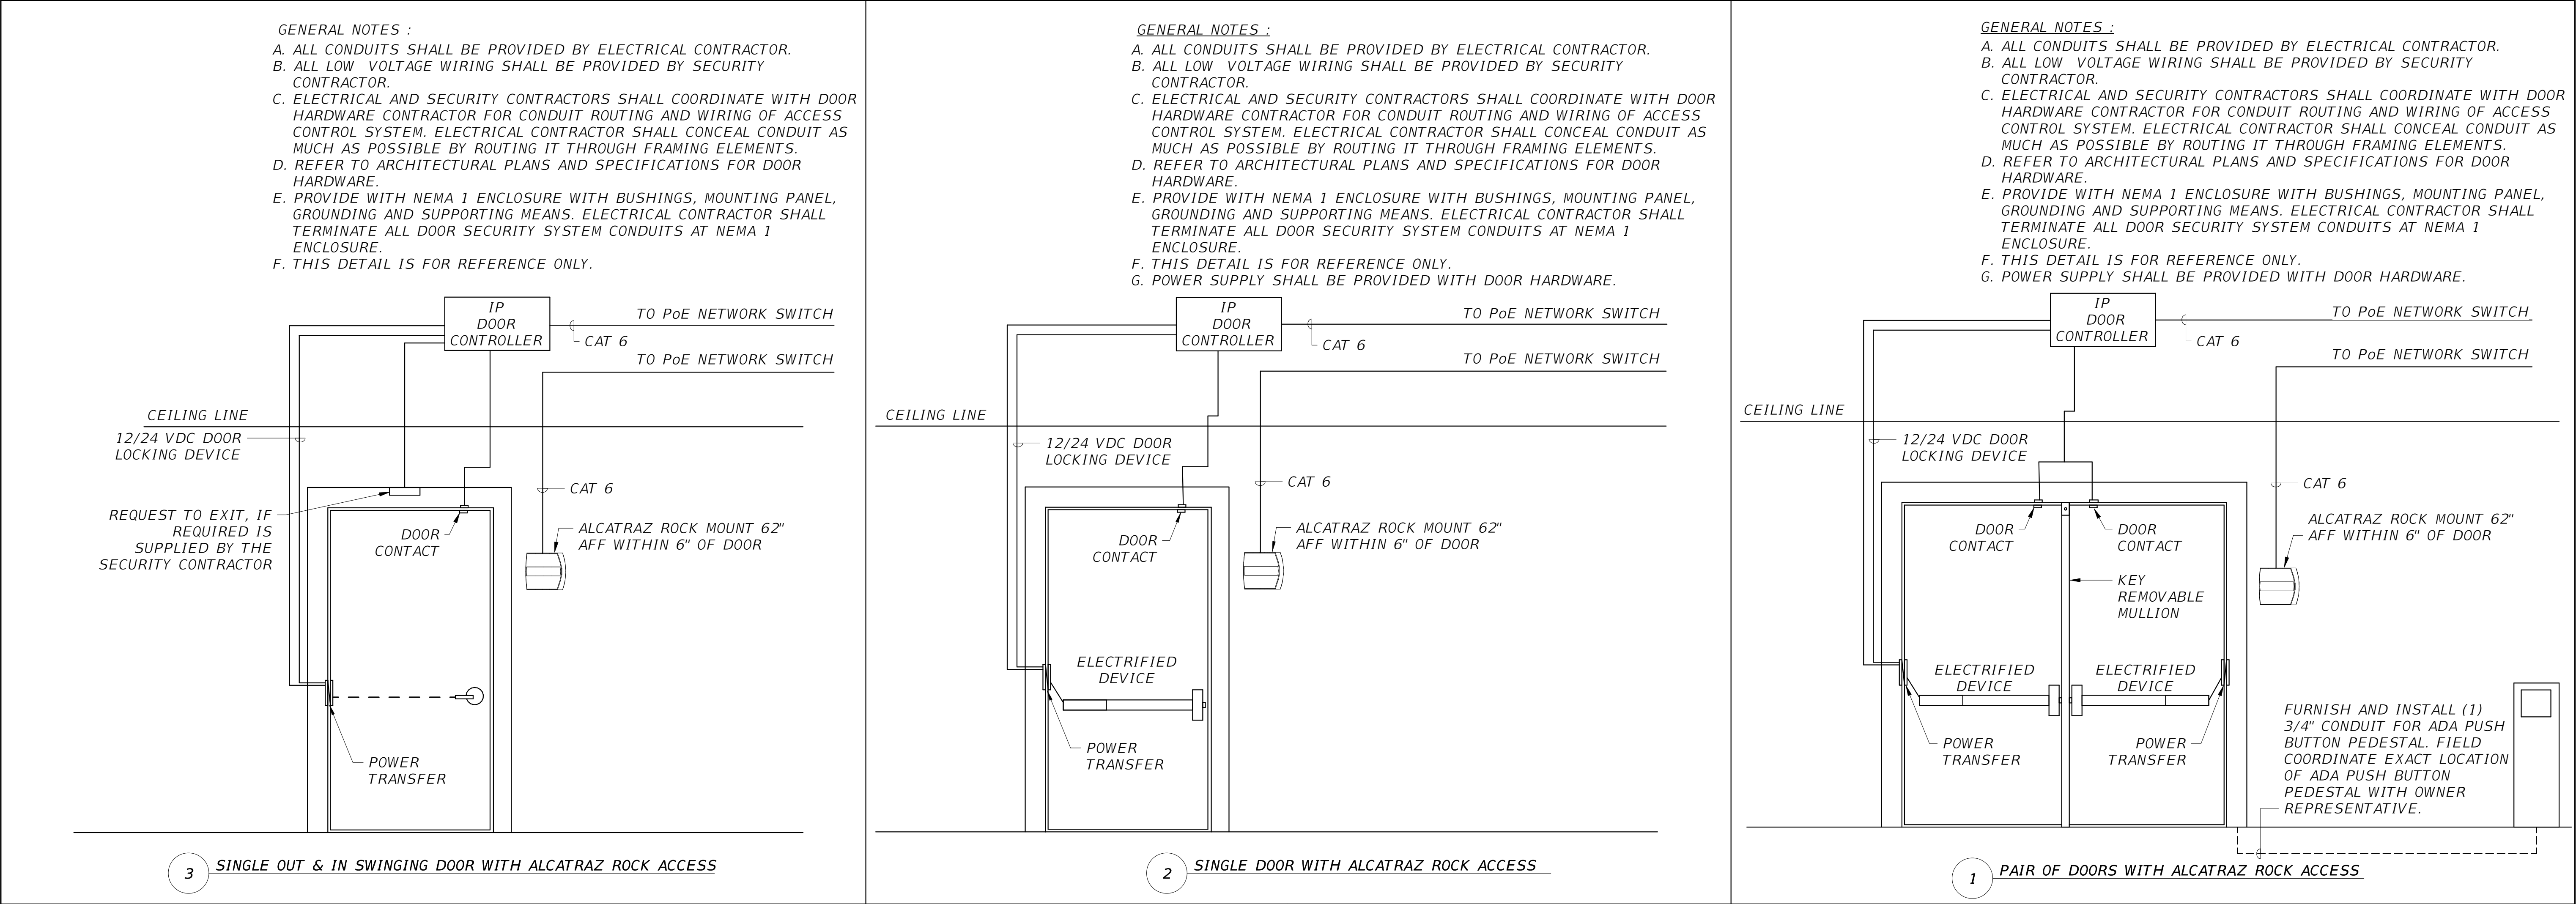 GENERAL NOTES :
A. ALL CONDUITS SHALL BE PROVIDED BY ELECTRICAL CONTRACTOR.
B. ALL LOW VOLTAGE WIRING SHALL BE PROVIDED BY SECURITY
CONTRACTOR.
C. ELECTRICAL AND SECURITY CONTRACTORS SHALL COORDINATE WITH DOOR
HARDWARE CONTRACTOR FOR CONDUIT ROUTING AND WIRING OF ACCESS
CONTROL SYSTEM. ELECTRICAL CONTRACTOR SHALL CONCEAL CONDUIT AS
MUCH AS POSSIBLE BY ROUTING IT THROUGH FRAMING ELEMENTS.
D. REFER TO ARCHITECTURAL PLANS AND SPECIFICATIONS FOR DOOR
HARDWARE.
E. PROVIDE WITH NEMA 1 ENCLOSURE WITH BUSHINGS, MOUNTING PANEL,
GROUNDING AND SUPPORTING MEANS. ELECTRICAL CONTRACTOR SHALL
TERMINATE ALL DOOR SECURITY SYSTEM CONDUITS AT NEMA 1
ENCLOSURE.
F. THIS DETAIL IS FOR REFERENCE ONLY.
IP
DOOR
CONTROLLER
TO PoE NETWORK SWITCH
CAT 6
TO PoE NETWORK SWITCH
CEILING LINE
12/24 VDC DOOR
LOCKING DEVICE
CAT 6
REQUEST TO EXIT, IF
REQUIRED IS
SUPPLIED BY THE
SECURITY CONTRACTOR
DOOR
CONTACT
ALCATRAZ ROCK MOUNT 62"
AFF WITHIN 6" OF DOOR
POWER
TRANSFER
3
SINGLE OUT & IN SWINGING DOOR WITH ALCATRAZ ROCK ACCESS
GENERAL NOTES :
A. ALL CONDUITS SHALL BE PROVIDED BY ELECTRICAL CONTRACTOR.
B. ALL LOW VOLTAGE WIRING SHALL BE PROVIDED BY SECURITY
CONTRACTOR.
C. ELECTRICAL AND SECURITY CONTRACTORS SHALL COORDINATE WITH DOOR
HARDWARE CONTRACTOR FOR CONDUIT ROUTING AND WIRING OF ACCESS
CONTROL SYSTEM. ELECTRICAL CONTRACTOR SHALL CONCEAL CONDUIT AS
MUCH AS POSSIBLE BY ROUTING IT THROUGH FRAMING ELEMENTS.
D. REFER TO ARCHITECTURAL PLANS AND SPECIFICATIONS FOR DOOR
HARDWARE.
E. PROVIDE WITH NEMA 1 ENCLOSURE WITH BUSHINGS, MOUNTING PANEL,
GROUNDING AND SUPPORTING MEANS. ELECTRICAL CONTRACTOR SHALL
TERMINATE ALL DOOR SECURITY SYSTEM CONDUITS AT NEMA 1
ENCLOSURE.
F. THIS DETAIL IS FOR REFERENCE ONLY.
G. POWER SUPPLY SHALL BE PROVIDED WITH DOOR HARDWARE.
IP
DOOR
CONTROLLER
TO PoE NETWORK SWITCH
CAT 6
TO PoE NETWORK SWITCH
CEILING LINE
12/24 VDC DOOR
LOCKING DEVICE
CAT 6
DOOR
CONTACT
ALCATRAZ ROCK MOUNT 62"
AFF WITHIN 6" OF DOOR
ELECTRIFIED
DEVICE
POWER
TRANSFER
2
SINGLE DOOR WITH ALCATRAZ ROCK ACCESS
GENERAL NOTES :
A. ALL CONDUITS SHALL BE PROVIDED BY ELECTRICAL CONTRACTOR.
B. ALL LOW VOLTAGE WIRING SHALL BE PROVIDED BY SECURITY
CONTRACTOR.
C. ELECTRICAL AND SECURITY CONTRACTORS SHALL COORDINATE WITH DOOR
HARDWARE CONTRACTOR FOR CONDUIT ROUTING AND WIRING OF ACCESS
CONTROL SYSTEM. ELECTRICAL CONTRACTOR SHALL CONCEAL CONDUIT AS
MUCH AS POSSIBLE BY ROUTING IT THROUGH FRAMING ELEMENTS.
D. REFER TO ARCHITECTURAL PLANS AND SPECIFICATIONS FOR DOOR
HARDWARE.
E. PROVIDE WITH NEMA 1 ENCLOSURE WITH BUSHINGS, MOUNTING PANEL,
GROUNDING AND SUPPORTING MEANS. ELECTRICAL CONTRACTOR SHALL
TERMINATE ALL DOOR SECURITY SYSTEM CONDUITS AT NEMA 1
ENCLOSURE.
F. THIS DETAIL IS FOR REFERENCE ONLY.
G. POWER SUPPLY SHALL BE PROVIDED WITH DOOR HARDWARE.
IP
DOOR
CONTROLLER
TO PoE NETWORK SWITCH
CAT 6
TO PoE NETWORK SWITCH
CEILING LINE
12/24 VDC DOOR
LOCKING DEVICE
CAT 6
DOOR
CONTACT
DOOR
CONTACT
ALCATRAZ ROCK MOUNT 62"
AFF WITHIN 6" OF DOOR
KEY
REMOVABLE
MULLION
ELECTRIFIED
DEVICE
ELECTRIFIED
DEVICE
POWER
TRANSFER
POWER
TRANSFER
FURNISH AND INSTALL (1)
3/4" CONDUIT FOR ADA PUSH
BUTTON PEDESTAL. FIELD
COORDINATE EXACT LOCATION
OF ADA PUSH BUTTON
PEDESTAL WITH OWNER
REPRESENTATIVE.
1
PAIR OF DOORS WITH ALCATRAZ ROCK ACCESS